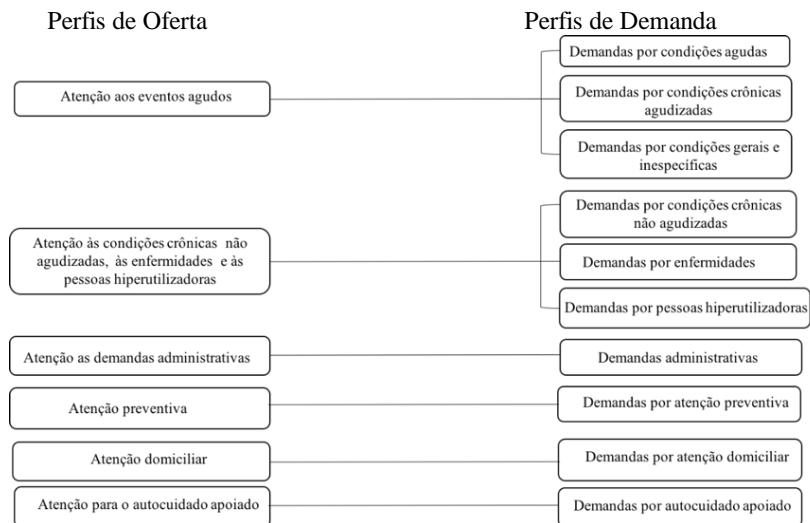 Perfis de Oferta
Perfis de Demanda
Atenção aos eventos agudos
Demandas por condições agudas
Demandas por condições crônicas
agudizadas
Demandas por condições gerais e
inespecíficas
Atenção às condições crônicas não
agudizadas, às enfermidades e às
pessoas hiperutilizadoras
Demandas por condições crônicas
não agudizadas
Demandas por enfermidades
Demandas por pessoas hiperutilizadoras
Atenção as demandas administrativas
Demandas administrativas
Atenção preventiva
Demandas por atenção preventiva
Atenção domiciliar
Demandas por atenção domiciliar
Atenção para o autocuidado apoiado
Demandas por autocuidado apoiado